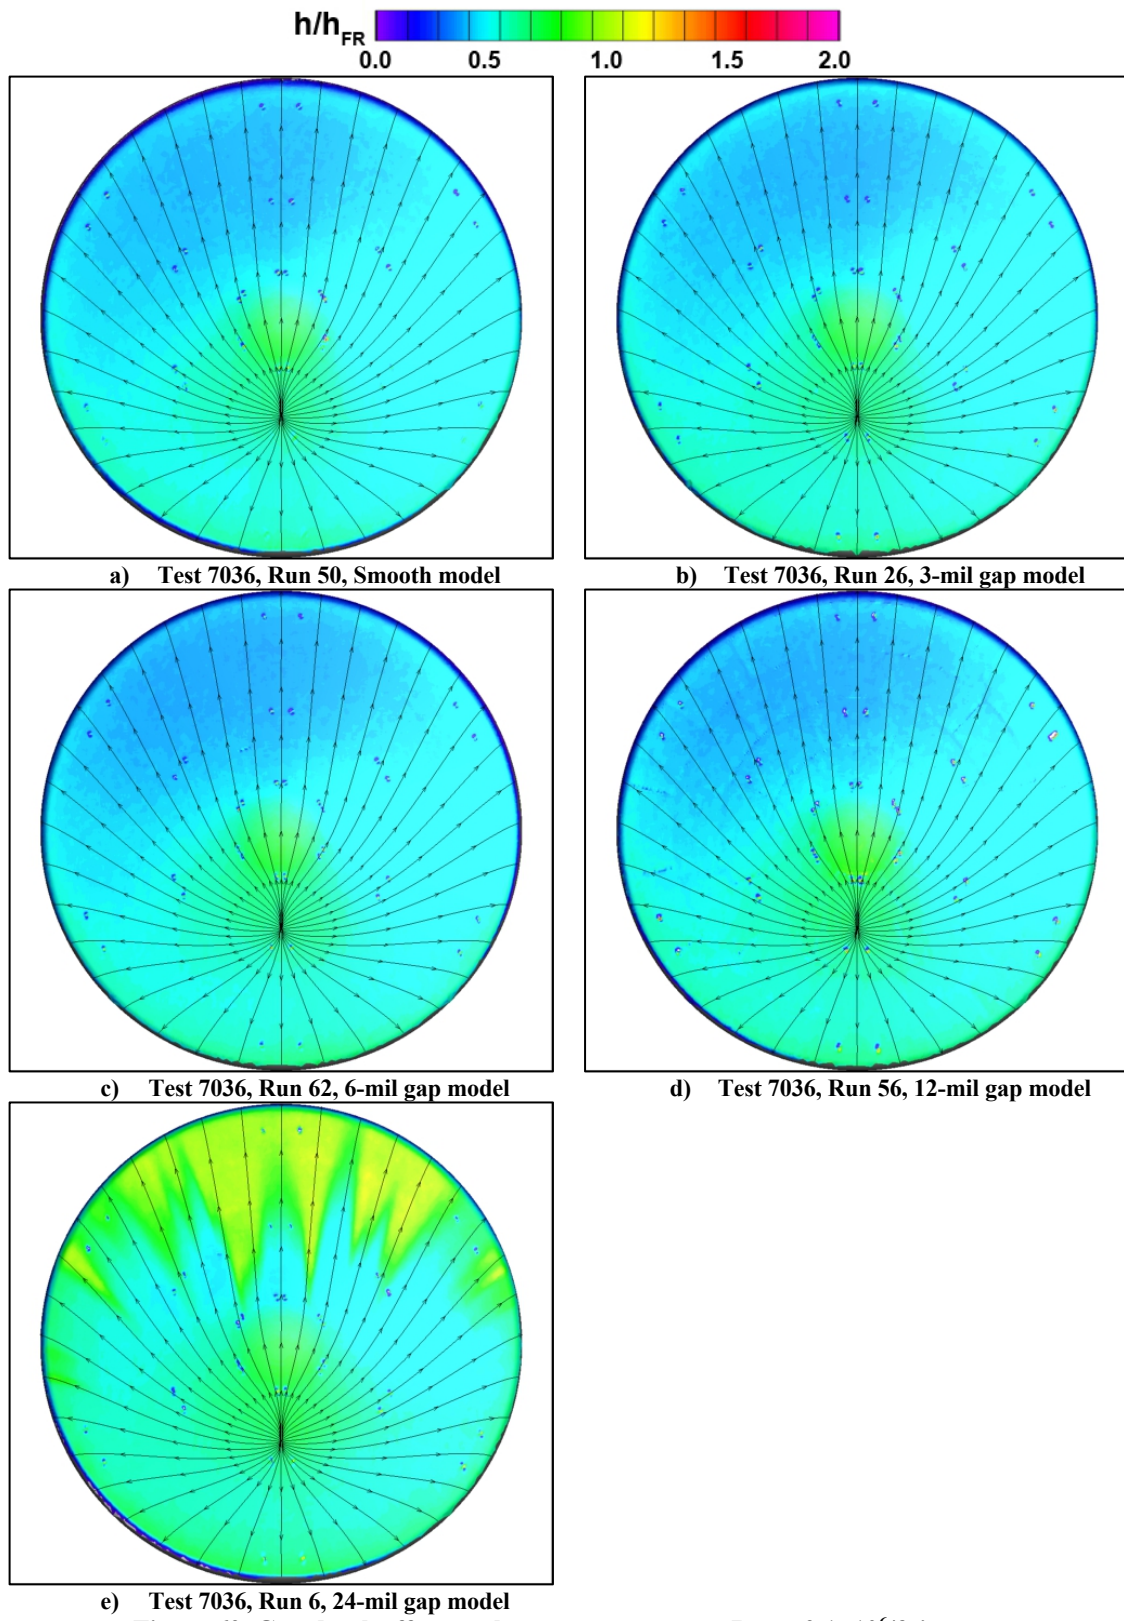 h/hFR
0.0 0.5 1.0 1.5 2.0
a) Test 7036, Run 50, Smooth model
b) Test 7036, Run 26, 3-mil gap model
c) Test 7036, Run 62, 6-mil gap model
d) Test 7036, Run 56, 12-mil gap model
e) Test 7036, Run 6, 24-mil gap model